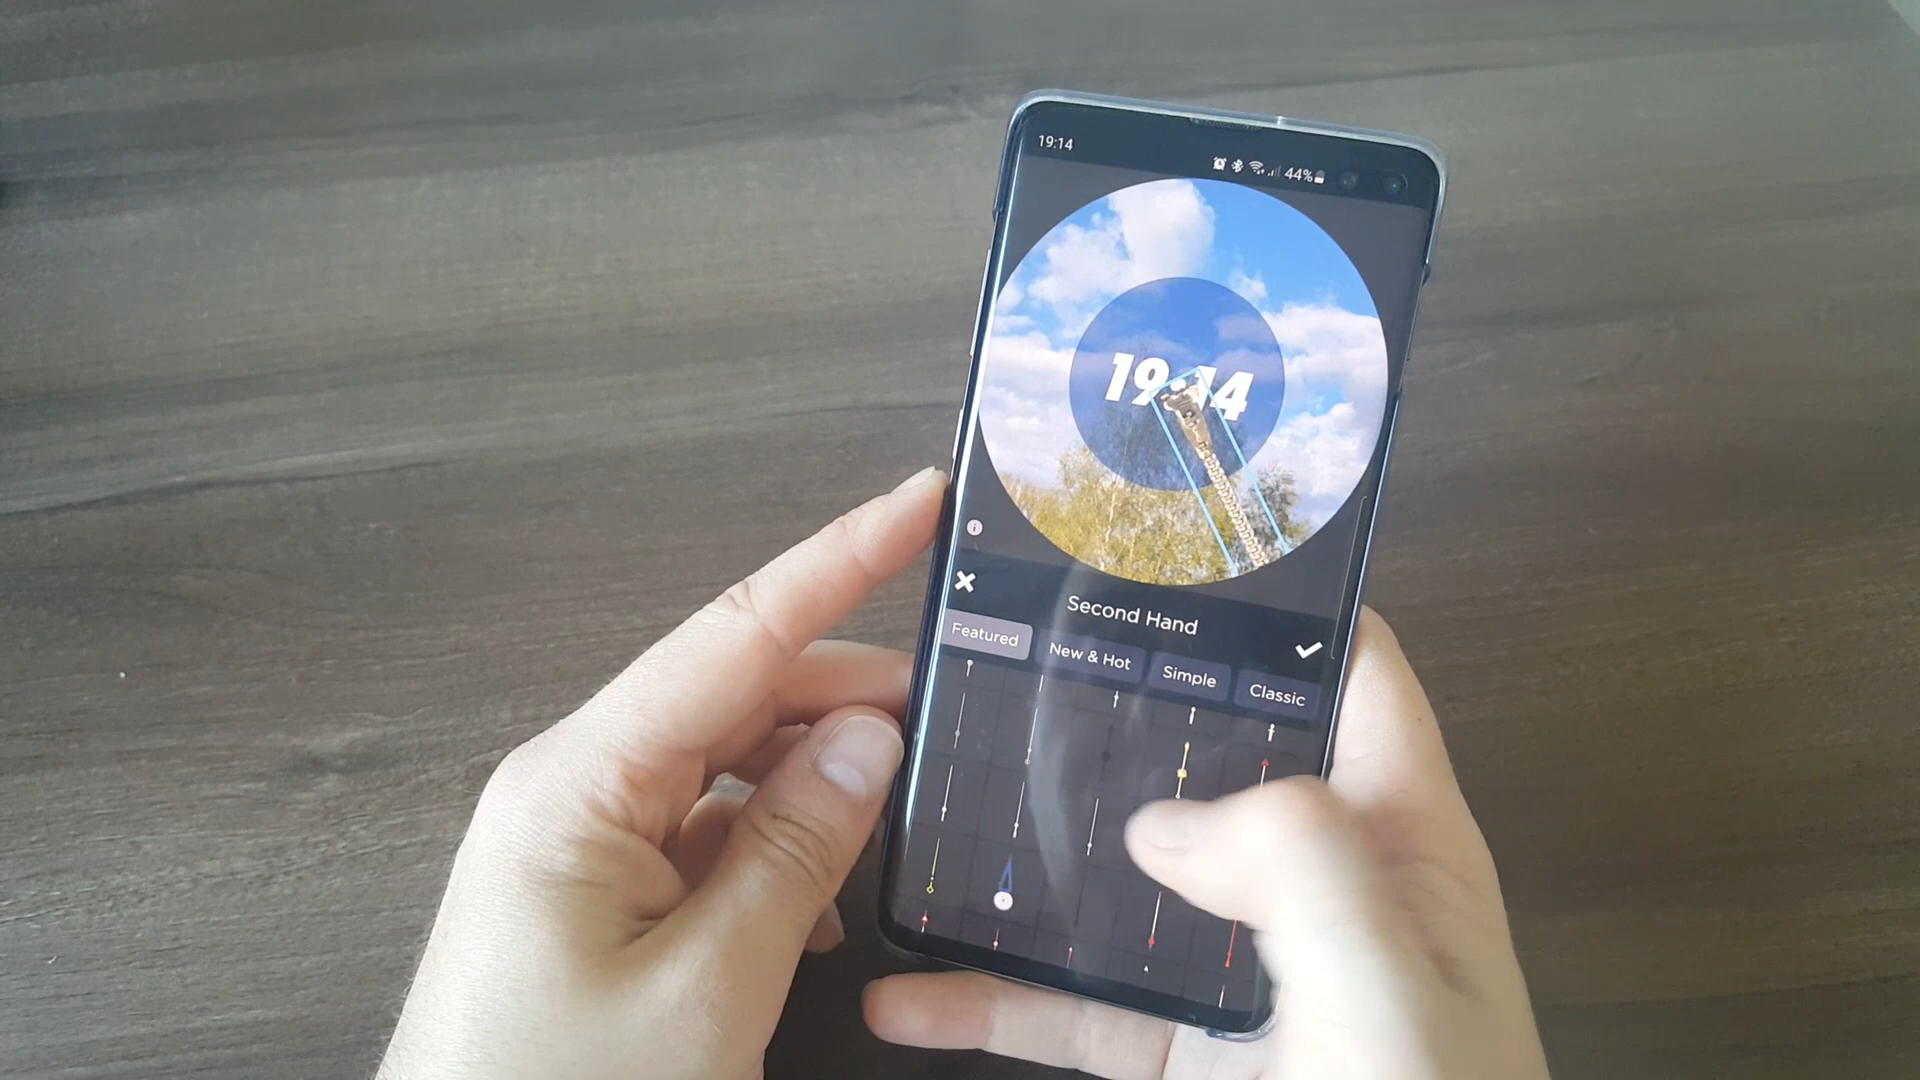 19:14
44%
19:14
Second Hand
Featured
New & Hot
Simple
Classic